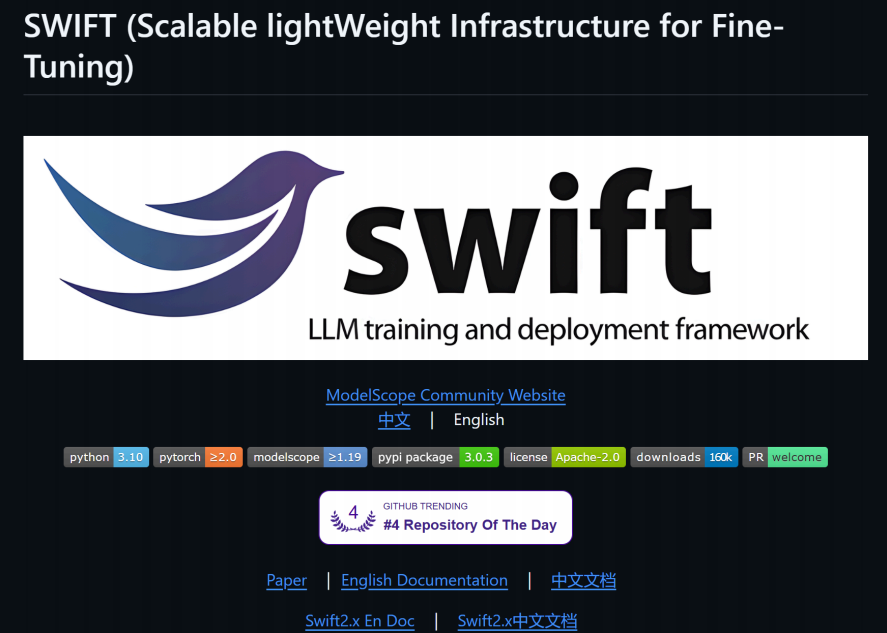 SWIFT (Scalable lightWeight Infrastructure for Fine-
Tuning)
swift
LLM training and deployment framework
ModelScope Community Website
中文 | English
python 3.10 pytorch ≥2.0 modelscope ≥1.19 pypi package 3.0.3 license Apache-2.0 downloads 160k PR welcome
4
GITHUB TRENDING
#4 Repository Of The Day
Paper | English Documentation | 中文文档
Swift2.x En Doc | Swift2.x中文文档